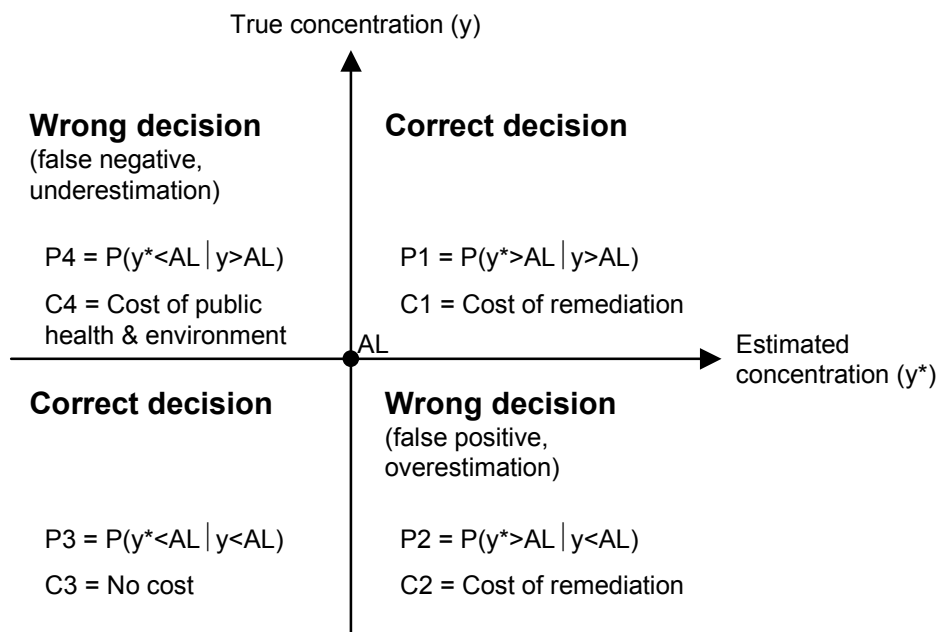 True concentration (y)
Wrong decision
(false negative,
underestimation)
P4 = P(y*<AL|y>AL)
C4 = Cost of public
health & environment
Correct decision
P1 = P(y*>AL|y>AL)
C1 = Cost of remediation
AL
Estimated
concentration (y*)
Correct decision
P3 = P(y*<AL|y<AL)
C3 = No cost
Wrong decision
(false positive,
overestimation)
P2 = P(y*>AL|y<AL)
C2 = Cost of remediation